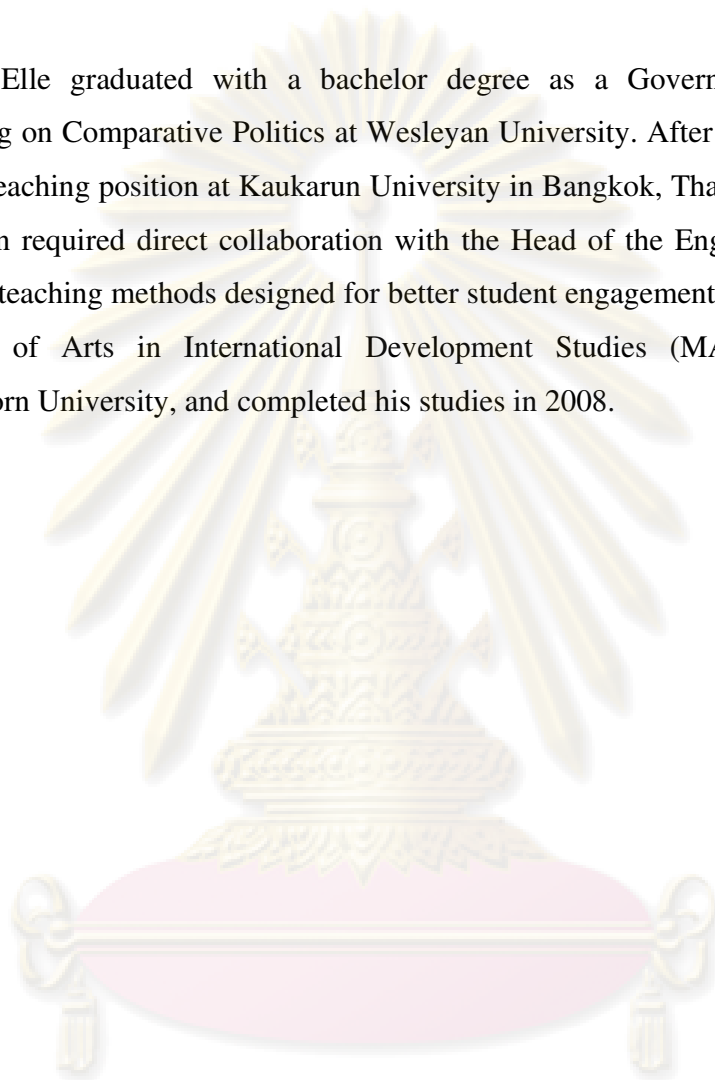 Elle graduated with a bachelor degree as a Govern
g on Comparative Politics at Wesleyan University. After
eaching position at Kaukarun University in Bangkok, Tha
n required direct collaboration with the Head of the Eng
teaching methods designed for better student engagement
of Arts in International Development Studies (MA
orn University, and completed his studies in 2008.